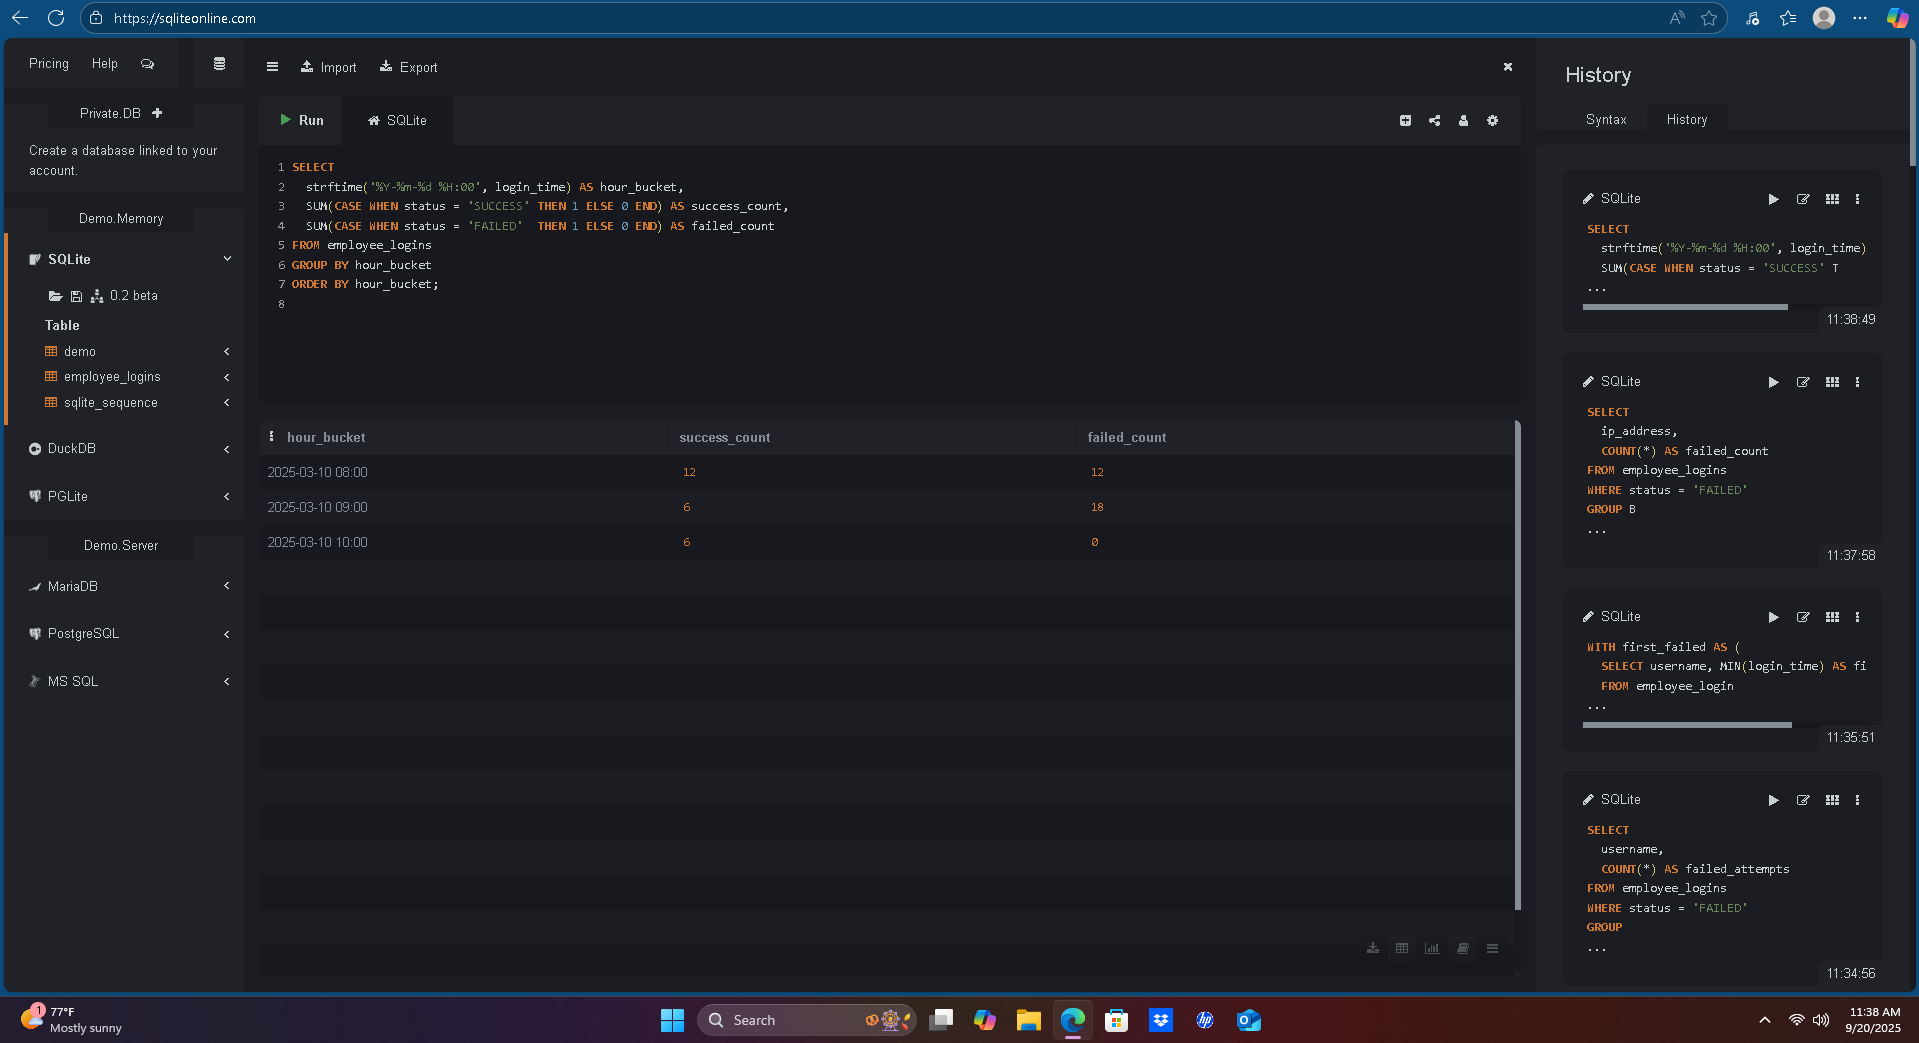 https://sqliteonline.com
Pricing Help
Import Export
Private.DB
Create a database linked to your
account.
Demo.Memory
SQLite
0.2 beta
Table
demo
employee_logins
sqlite_sequence
DuckDB
PGLite
Demo.Server
MariaDB
PostgreSQL
MS SQL
Run SQLite
1 SELECT
2 strftime('%Y-%m-%d %H:00', login_time) AS hour_bucket,
3 SUM(CASE WHEN status = 'SUCCESS' THEN 1 ELSE 0 END) AS success_count,
4 SUM(CASE WHEN status = 'FAILED'  THEN 1 ELSE 0 END) AS failed_count
5 FROM employee_logins
6 GROUP BY hour_bucket
7 ORDER BY hour_bucket;
8
hour_bucket success_count failed_count
2025-03-10 08:00 12 12
2025-03-10 09:00 6 18
2025-03-10 10:00 6 0
History
Syntax History
SQLite
SELECT
strftime('%Y-%m-%d %H:00', login_time)
SUM(CASE WHEN status = 'SUCCESS' T
...
11:38:49
SQLite
SELECT
ip_address,
COUNT(*) AS failed_count
FROM employee_logins
WHERE status = 'FAILED'
GROUP B
...
11:37:58
SQLite
WITH first_failed AS (
SELECT username, MIN(login_time) AS fi
FROM employee_login
...
11:35:51
SQLite
SELECT
username,
COUNT(*) AS failed_attempts
FROM employee_logins
WHERE status = 'FAILED'
GROUP
...
11:34:56
1
77°F
Mostly sunny
Search
hp
11:38 AM
9/20/2025